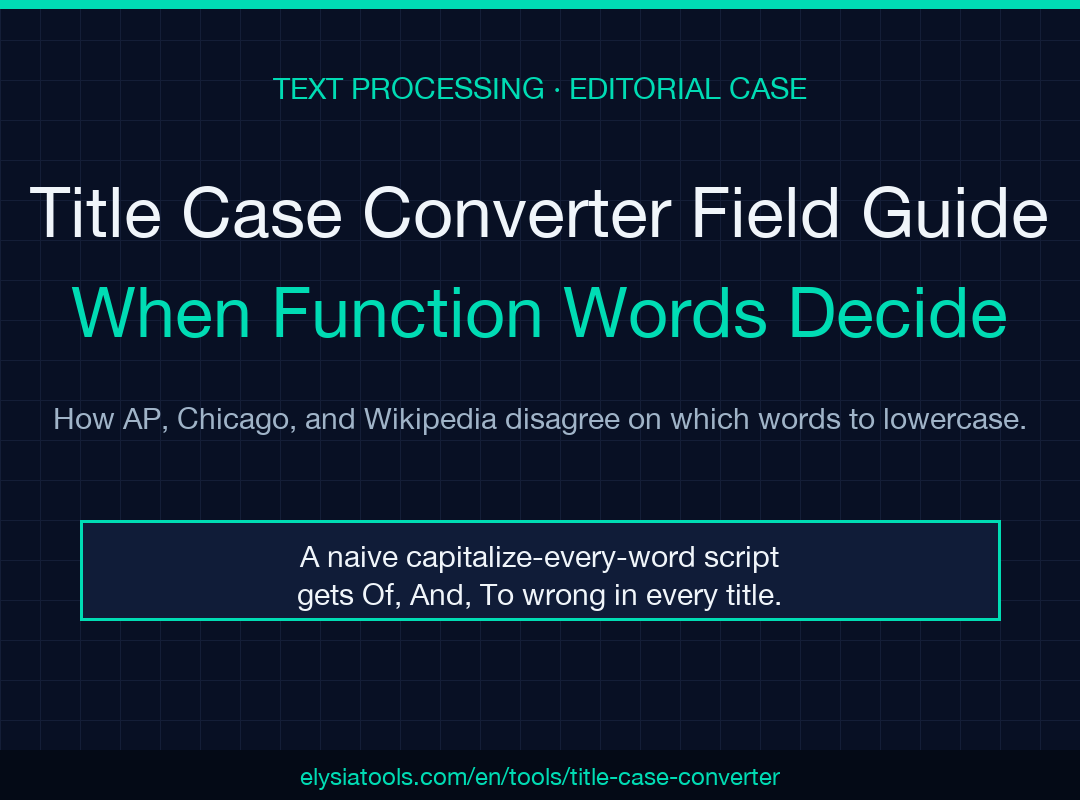 TEXT PROCESSING · EDITORIAL CASE
Title Case Converter Field Guide
When Function Words Decide
How AP, Chicago, and Wikipedia disagree on which words to lowercase.
A naive capitalize-every-word script
gets Of, And, To wrong in every title.
elysiatools.com/en/tools/title-case-converter